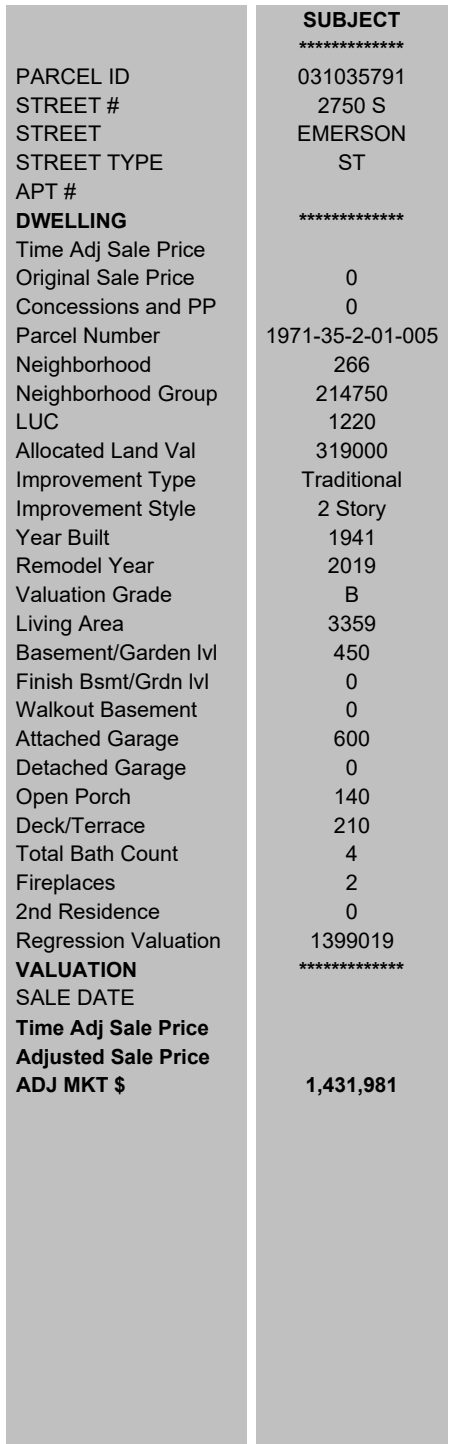 SUBJECT
*************
PARCEL ID 031035791
STREET # 2750 S
STREET EMERSON
STREET TYPE ST
APT #
DWELLING *************
Time Adj Sale Price
Original Sale Price 0
Concessions and PP 0
Parcel Number 1971-35-2-01-005
Neighborhood 266
Neighborhood Group 214750
LUC 1220
Allocated Land Val 319000
Improvement Type Traditional
Improvement Style 2 Story
Year Built 1941
Remodel Year 2019
Valuation Grade B
Living Area 3359
Basement/Garden lvl 450
Finish Bsmt/Grdn lvl 0
Walkout Basement 0
Attached Garage 600
Detached Garage 0
Open Porch 140
Deck/Terrace 210
Total Bath Count 4
Fireplaces 2
2nd Residence 0
Regression Valuation 1399019
VALUATION *************
SALE DATE
Time Adj Sale Price
Adjusted Sale Price
ADJ MKT $ 1,431,981